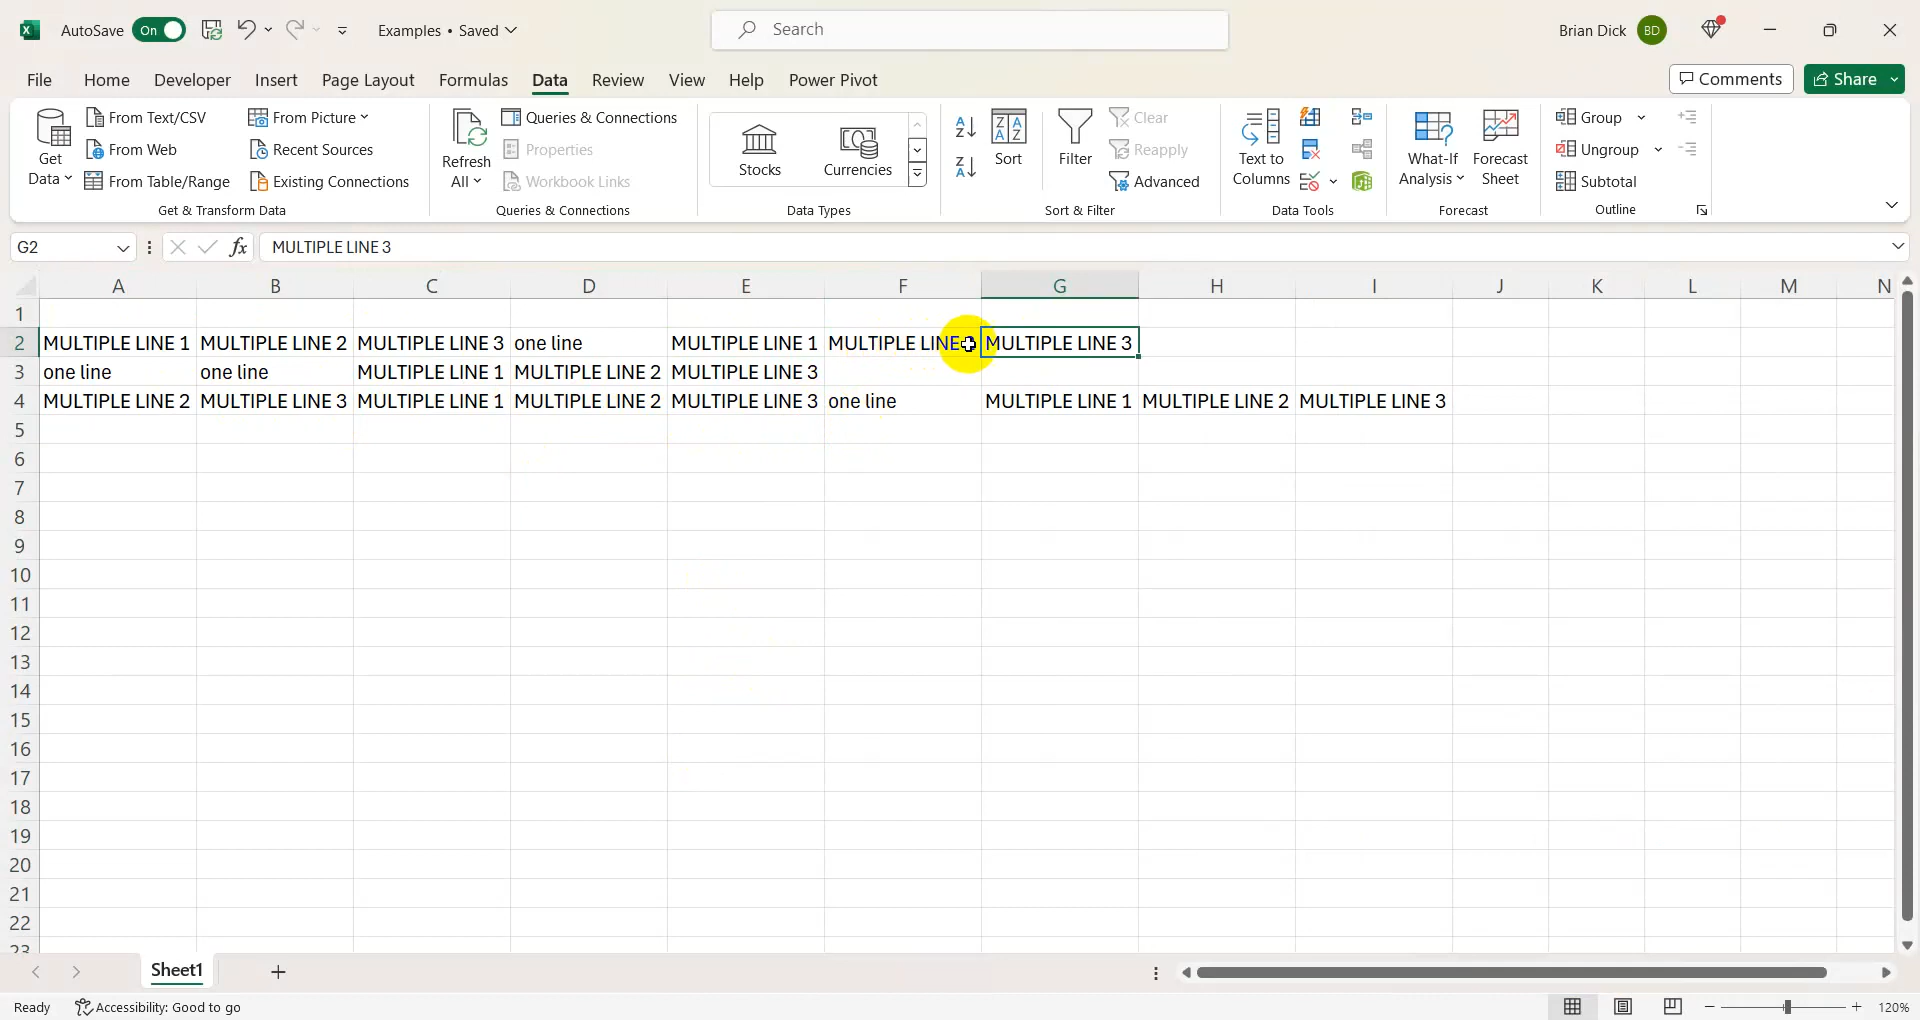 AutoSave On Examples • Saved Search Brian Dick BD
File Home Developer Insert Page Layout Formulas Data Review View Help Power Pivot Comments Share
Get Data
From Text/CSV
From Web
From Table/Range
From Picture
Recent Sources
Existing Connections
Get & Transform Data
Refresh All
Queries & Connections
Properties
Workbook Links
Queries & Connections
Stocks
Currencies
Data Types
Sort
Filter
Clear
Reapply
Advanced
Sort & Filter
Text to Columns
Data Tools
What-If Analysis
Forecast Sheet
Forecast
Group
Ungroup
Subtotal
Outline
G2 fx MULTIPLE LINE 3
A B C D E F G H I J K L M N
1
2 MULTIPLE LINE 1 MULTIPLE LINE 2 MULTIPLE LINE 3 one line MULTIPLE LINE 1 MULTIPLE LINE MULTIPLE LINE 3
3 one line one line MULTIPLE LINE 1 MULTIPLE LINE 2 MULTIPLE LINE 3
4 MULTIPLE LINE 2 MULTIPLE LINE 3 MULTIPLE LINE 1 MULTIPLE LINE 2 MULTIPLE LINE 3 one line MULTIPLE LINE 1 MULTIPLE LINE 2 MULTIPLE LINE 3
5
6
7
8
9
10
11
12
13
14
15
16
17
18
19
20
21
22
23
Sheet1
Ready Accessibility: Good to go 120%